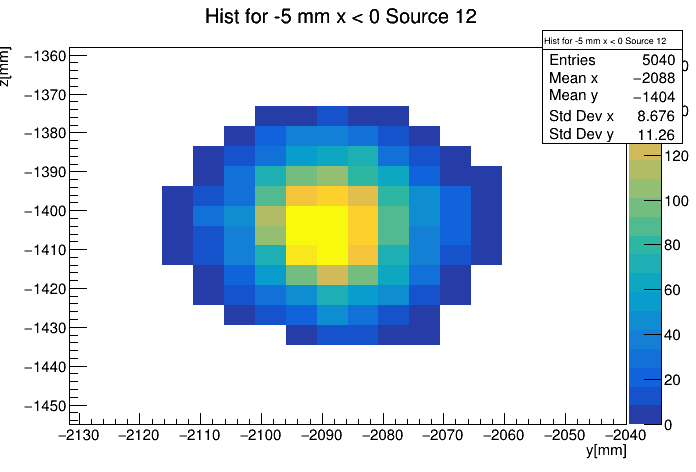 Hist for -5 mm x < 0 Source 12
z[mm]
Hist for -5 mm x < 0 Source 12
Entries 5040
Mean x −2088
Mean y −1404
Std Dev x 8.676
Std Dev y 11.26
−1360
−1370
−1380
−1390
−1400
−1410
−1420
−1430
−1440
−1450
120
100
80
60
40
20
0
−2130 −2120 −2110 −2100 −2090 −2080 −2070 −2060 −2050 −2040
y[mm]